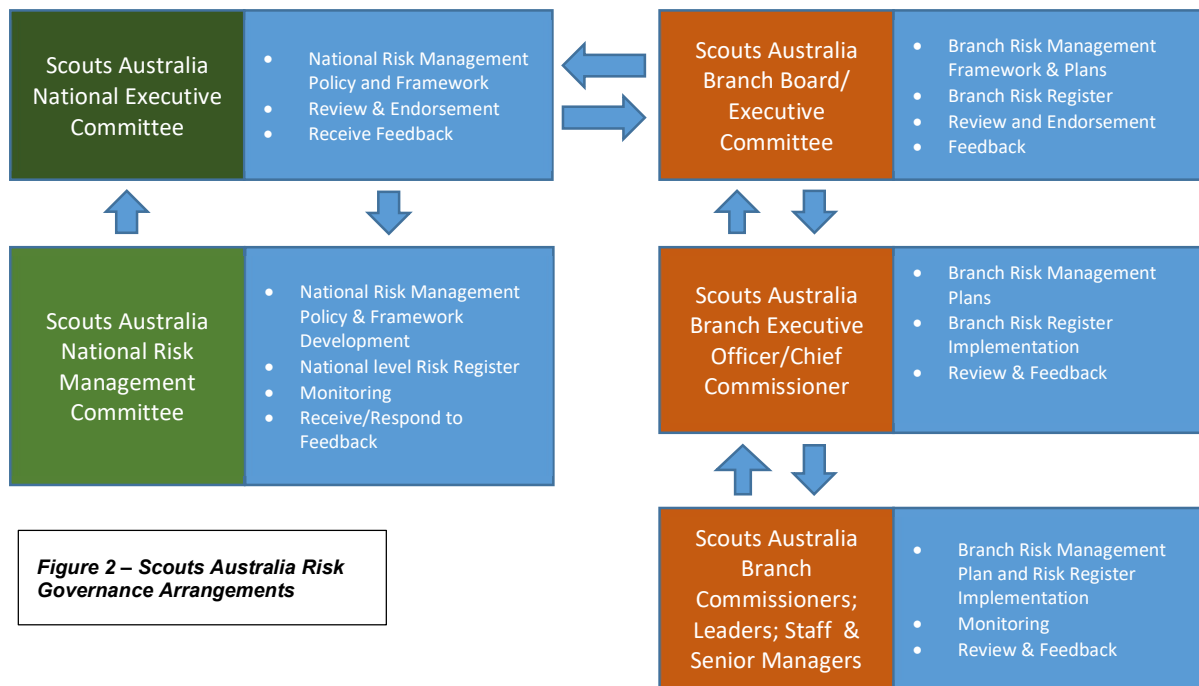 Scouts Australia
National Executive
Committee
• National Risk Management
Policy and Framework
• Review & Endorsement
• Receive Feedback
Scouts Australia
Branch Board/
Executive
Committee
• Branch Risk Management
Framework & Plans
• Branch Risk Register
• Review and Endorsement
• Feedback
Scouts Australia
National Risk
Management
Committee
• National Risk Management
Policy & Framework
Development
• National level Risk Register
• Monitoring
• Receive/Respond to
Feedback
Scouts Australia
Branch Executive
Officer/Chief
Commissioner
• Branch Risk Management
Plans
• Branch Risk Register
Implementation
• Review & Feedback
Figure 2 – Scouts Australia Risk
Governance Arrangements
Scouts Australia
Branch
Commissioners;
Leaders; Staff &
Senior Managers
• Branch Risk Management
Plan and Risk Register
Implementation
• Monitoring
• Review & Feedback